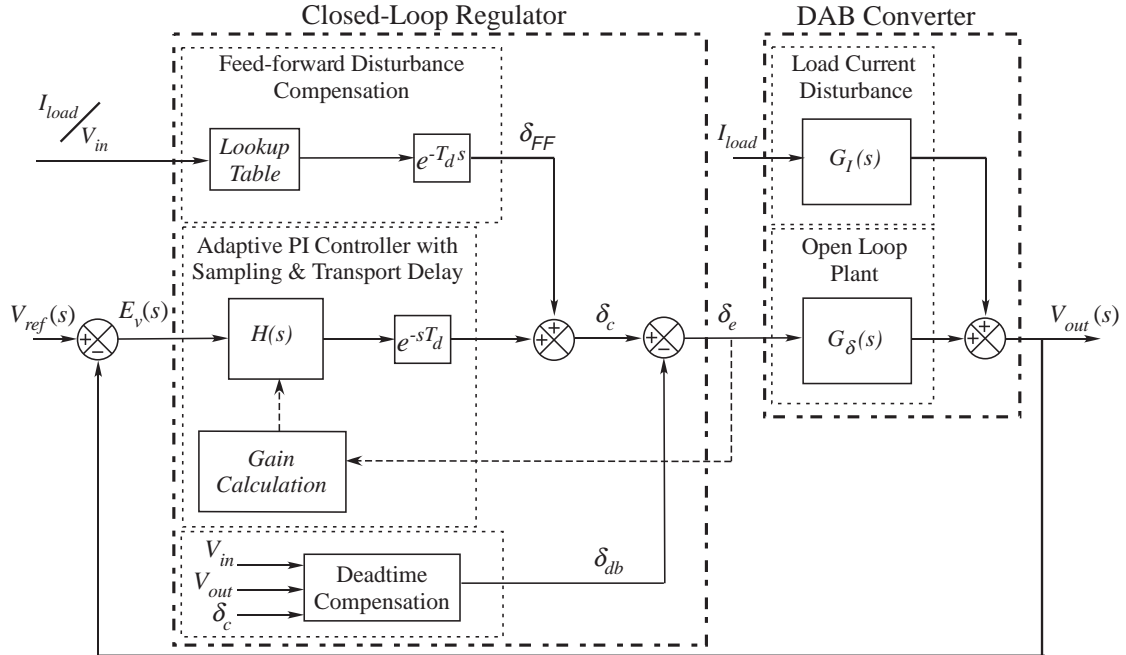 Closed-Loop Regulator
DAB Converter
Feed-forward Disturbance
Compensation
I_load / V_in
Lookup
Table
e^{-T_d s}
δ_FF
Load Current
Disturbance
I_load
G_I(s)
Adaptive PI Controller with
Sampling & Transport Delay
Open Loop
Plant
V_ref(s)
+
−
E_v(s)
H(s)
e^{-sT_d}
+
+
δ_c
+
−
δ_e
G_δ(s)
+
+
V_out(s)
Gain
Calculation
V_in
V_out
δ_c
Deadtime
Compensation
δ_db